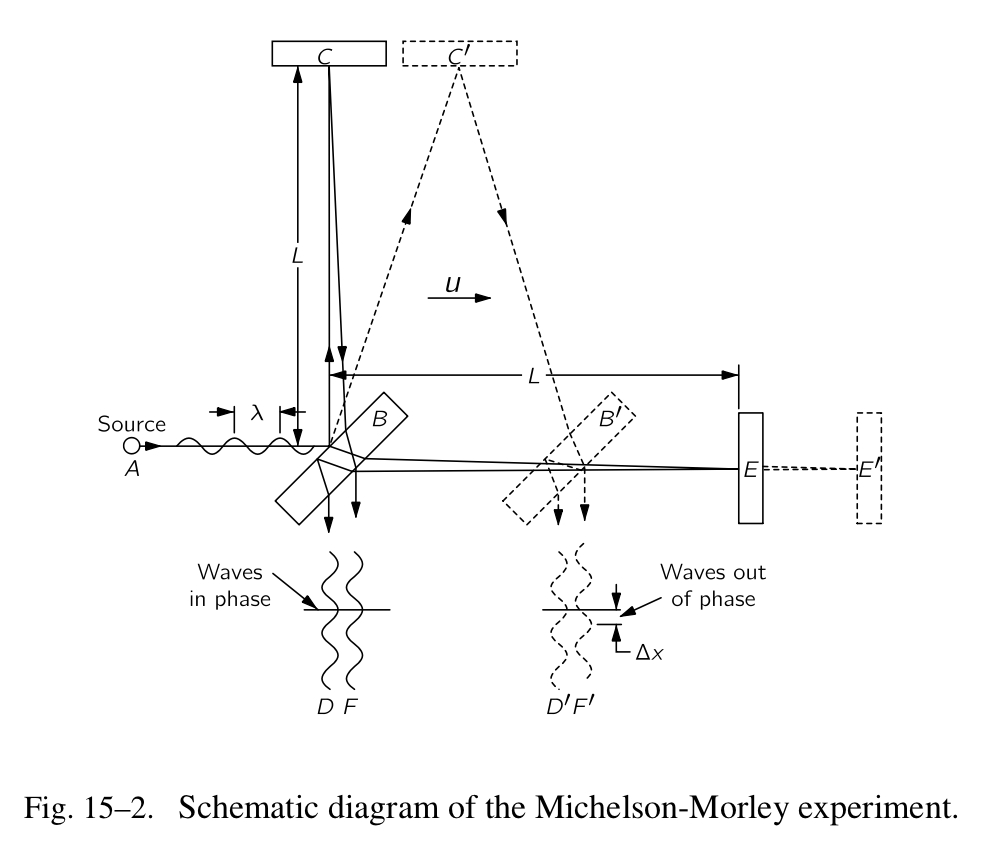 C C′
L
u
L
λ
B B′
Source
A
E E′
Waves
in phase
Waves out
of phase
Δx
D F D′ F′
Fig. 15–2. Schematic diagram of the Michelson-Morley experiment.